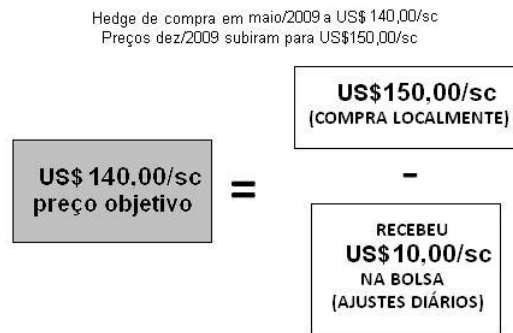 Hedge de compra em maio/2009 a US$ 140,00/sc
Preços dez/2009 subiram para US$150,00/sc
US$150,00/sc
(COMPRA LOCALMENTE)
US$ 140,00/sc
preço objetivo
=
-
RECEBEU
US$10,00/sc
NA BOLSA
(AJUSTES DIÁRIOS)